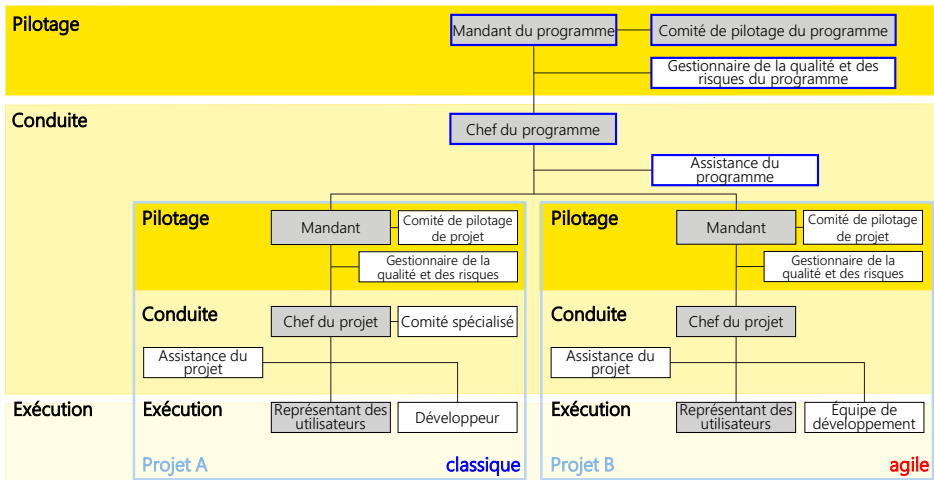 Pilotage
Mandant du programme
Comité de pilotage du programme
Gestionnaire de la qualité et des
risques du programme
Conduite
Chef du programme
Assistance du
programme
Pilotage
Mandant
Comité de pilotage
de projet
Gestionnaire de la
qualité et des risques
Conduite
Chef du projet
Comité spécialisé
Assistance du
projet
Exécution
Exécution
Représentant des
utilisateurs
Développeur
Projet A
classique
Pilotage
Mandant
Comité de pilotage
de projet
Gestionnaire de la
qualité et des risques
Conduite
Chef du projet
Assistance du
projet
Exécution
Représentant des
utilisateurs
Équipe de
développement
Projet B
agile